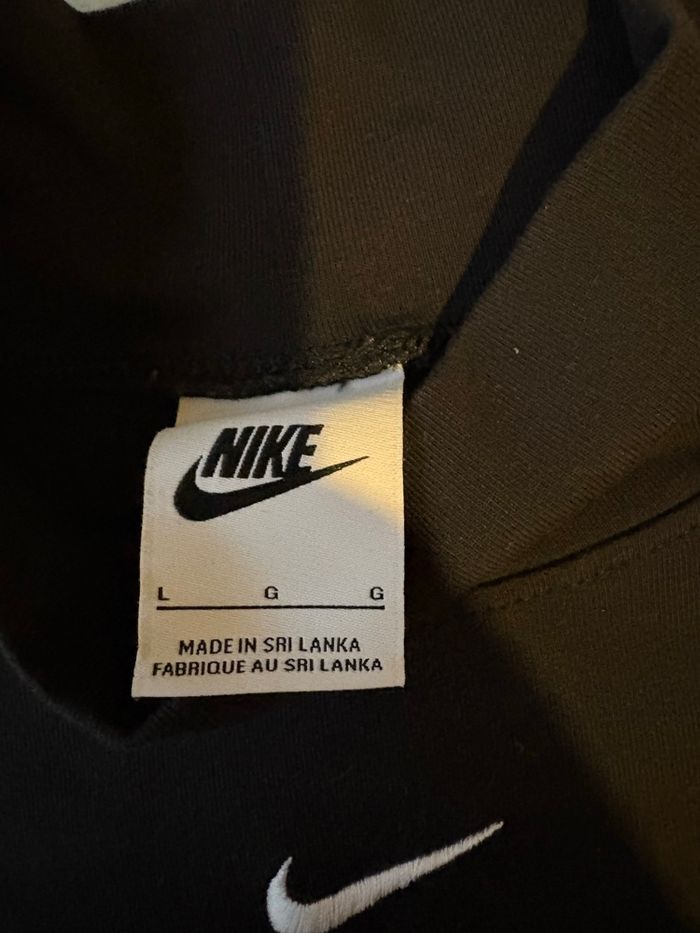 NIKE
L G G
MADE IN SRI LANKA
FABRIQUE AU SRI LANKA